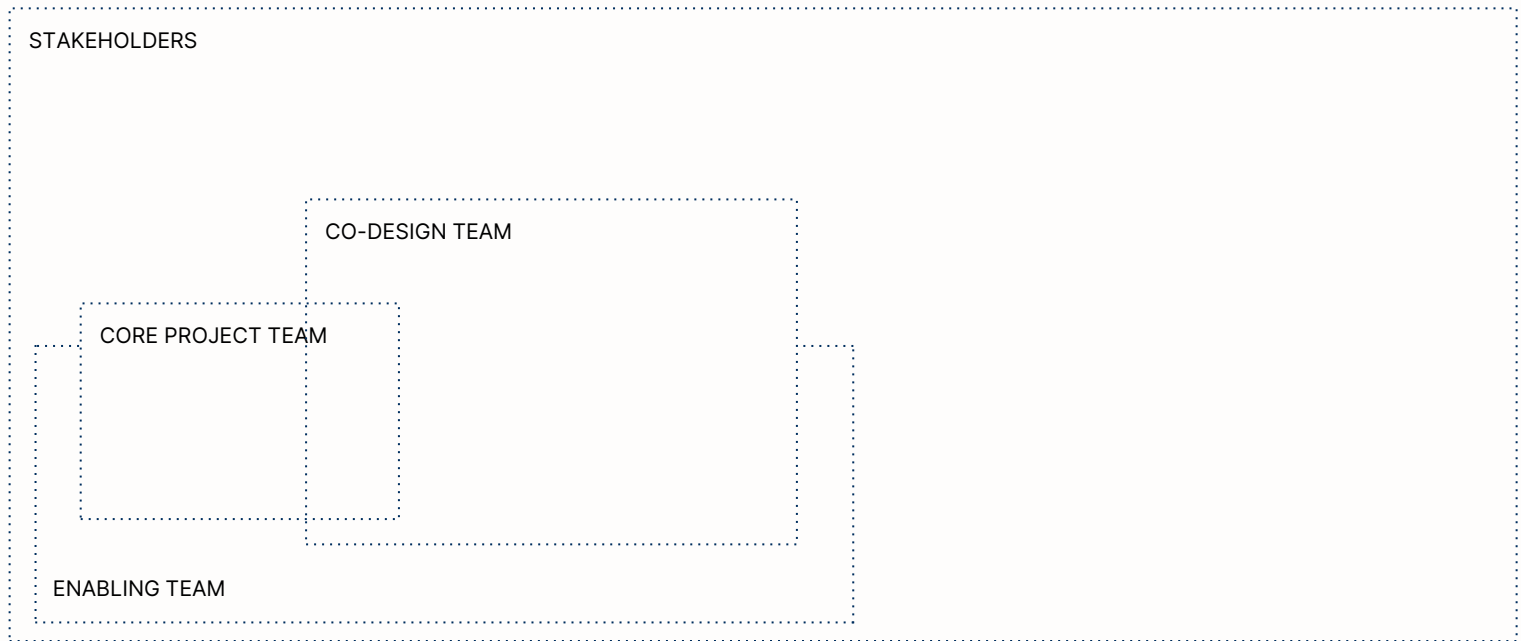 STAKEHOLDERS
CO-DESIGN TEAM
CORE PROJECT TEAM
ENABLING TEAM